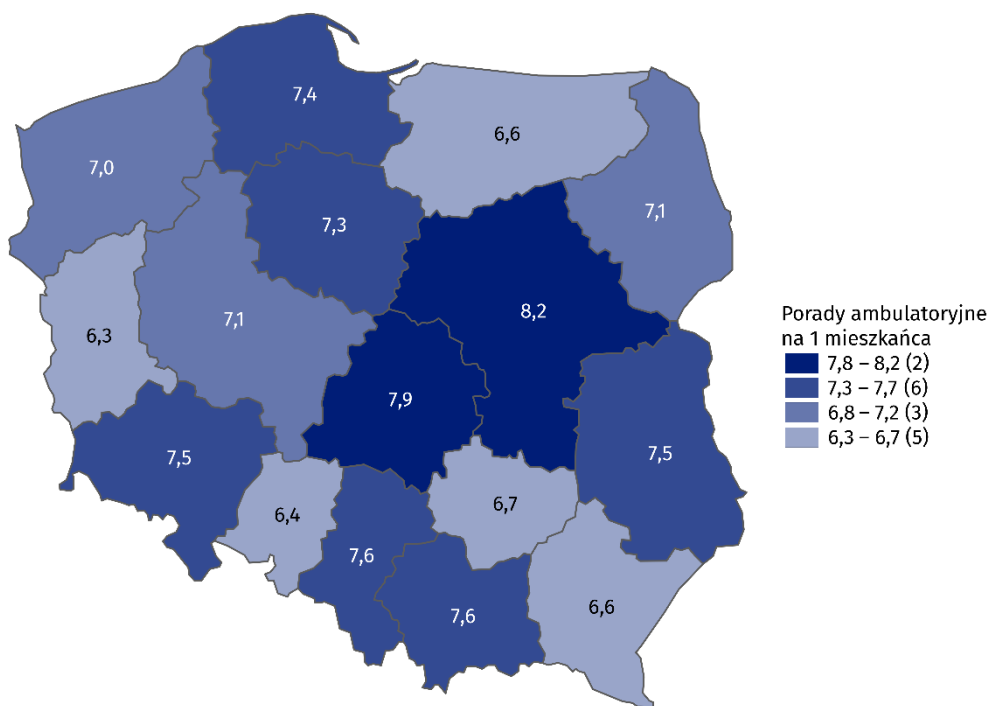 7,4
6,6
7,0
7,1
7,3
8,2
7,1
6,3
7,9
7,5
7,5
6,7
6,4
7,6
6,6
7,6
Porady ambulatoryjne
na 1 mieszkańca
7,8 – 8,2 (2)
7,3 – 7,7 (6)
6,8 – 7,2 (3)
6,3 – 6,7 (5)